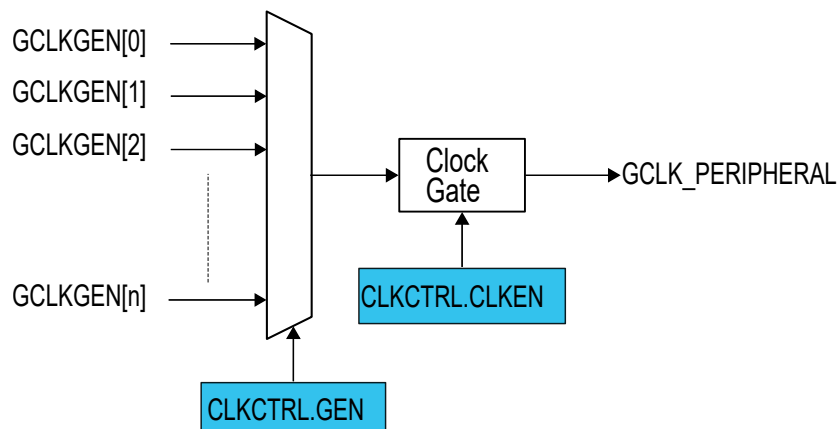 GCLKGEN[0]
GCLKGEN[1]
GCLKGEN[2]
Clock
Gate
GCLK_PERIPHERAL
GCLKGEN[n]
CLKCTRL.CLKEN
CLKCTRL.GEN